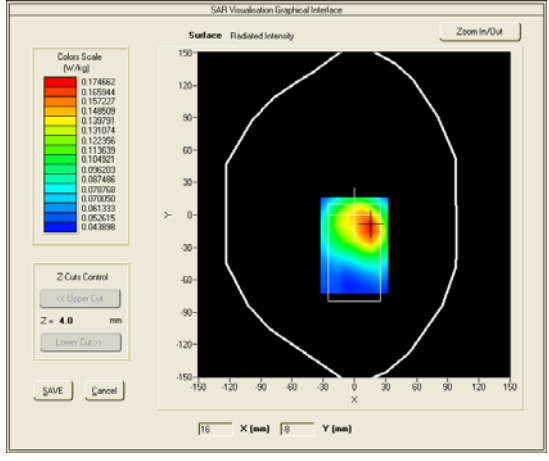 SAR Visualisation Graphical Interface
Surface Radiated Intensity
Zoom In/Out
Colors Scale
(W/kg)
0.174662
0.165944
0.157227
0.148509
0.139791
0.131074
0.122356
0.113639
0.104921
0.096203
0.087486
0.078768
0.070050
0.061333
0.052615
0.043898
Z Cuts Control
<< Upper Cut
Z = 4.0 mm
Lower Cut >>
SAVE Cancel
150-
120-
90-
60-
30-
0-
-30-
-60-
-90-
-120-
-150-
Y
-150 -120 -90 -60 -30 0 30 60 90 120 150
X
16 X (mm) -8 Y (mm)